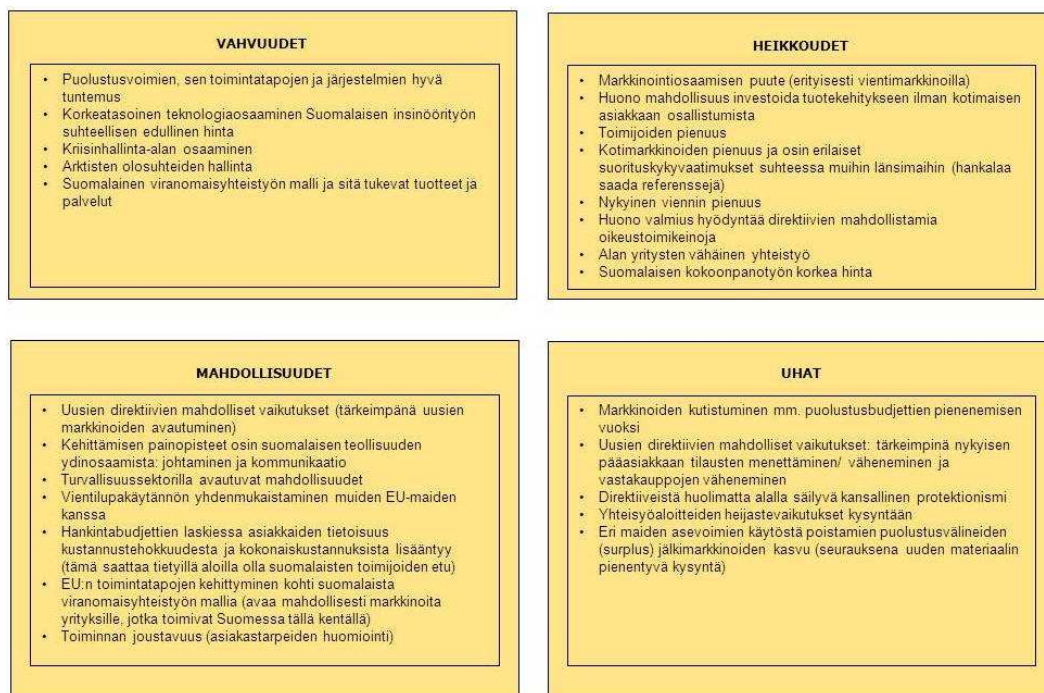 VAHVUUDET
• Puolustusvoimien, sen toimintatapojen ja järjestelmien hyvä
tuntemus
• Korkeatasoinen teknologiaosaaminen Suomalaisen insinöörityön
suhteellisen edullinen hinta
• Kriisinhallinta-alan osaaminen
• Arktisten olosuhteiden hallinta
• Suomalainen viranomaisyhteistyön malli ja sitä tukevat tuotteet ja
palvelut
HEIKKOUDET
• Markkinointiosaamisen puute (erityisesti vientimarkkinoilla)
• Huono mahdollisuus investoida tuotekehitykseen ilman kotimaisen
asiakkaan osallistumista
• Toimijoiden pienuus
• Kotimarkkinoiden pienuus ja osin erilaiset
suorituskykyvaatimukset suhteessa muihin länsimaihin (hankalaa
saada referenssejä)
• Nykyinen viennin pienuus
• Huono valmius hyödyntää direktiivien mahdollistamia
oikeustoimikeinoja
• Alan yritysten vähäinen yhteistyö
• Suomalaisen kokoonpanotyön korkea hinta
MAHDOLLISUUDET
• Uusien direktiivien mahdolliset vaikutukset (tärkeimpänä uusien
markkinoiden avautuminen)
• Kehittämisen painopisteet osin suomalaisen teollisuuden
ydinosaamista: johtaminen ja kommunikaatio
• Turvallisuussektorilla avautuvat mahdollisuudet
• Vientilupakäytännön yhdenmukaistaminen muiden EU-maiden
kanssa
• Hankintabudjettien laskiessa asiakkaiden tietoisuus
kustannustehokkuudesta ja kokonaiskustannuksista lisääntyy
(tämä saattaa tietyillä aloilla olla suomalaisten toimijoiden etu)
• EU:n toimintatapojen kehittyminen kohti suomalaista
viranomaisyhteistyön mallia (avaa mahdollisesti markkinoita
yrityksille, jotka toimivat Suomessa tällä kentällä)
• Toiminnan joustavuus (asiakastarpeiden huomiointi)
UHAT
• Markkinoiden kutistuminen mm. puolustusbudjettien pienenemisen
vuoksi
• Uusien direktiivien mahdolliset vaikutukset: tärkeimpinä nykyisen
pääasiakkaan tilausten menettäminen/ väheneminen ja
vastakauppojen väheneminen
• Direktiiveistä huolimatta alalla säilyvä kansallinen protektionismi
• Yhteisyöaloitteiden heijastevaikutukset kysyntään
• Eri maiden asevoimien käytöstä poistamien puolustusvälineiden
(surplus) jälkimarkkinoiden kasvu (seurauksena uuden materiaalin
pienentyvä kysyntä)